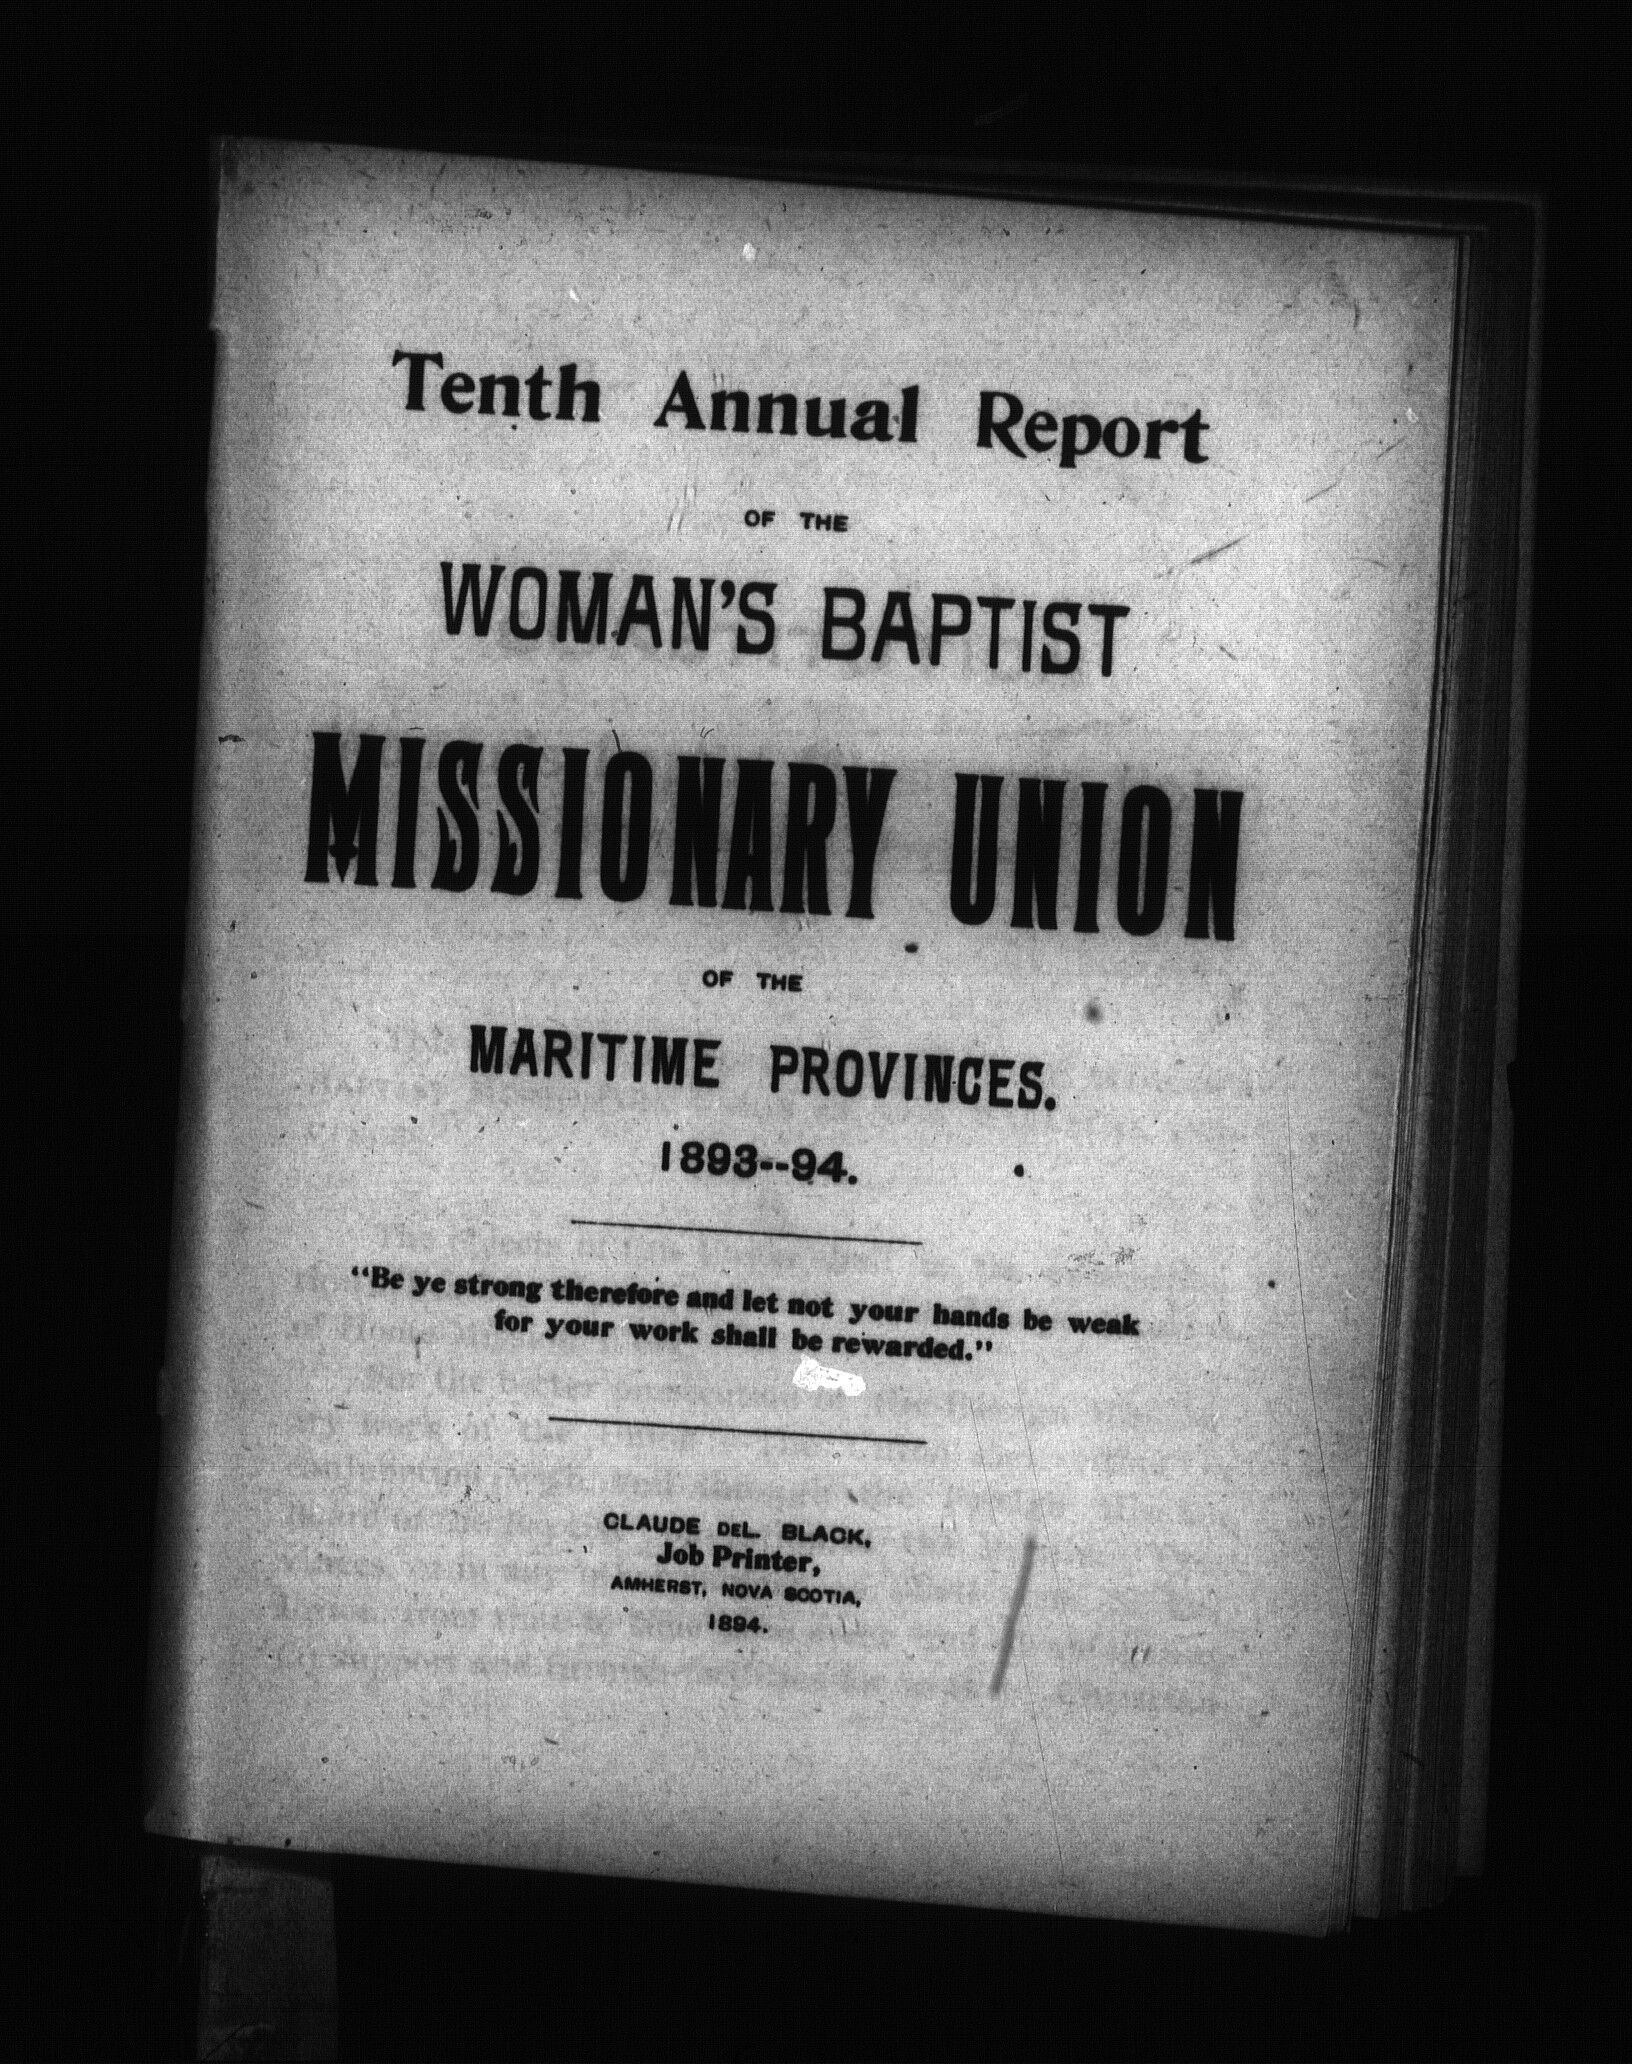 Tenth Annual Report
OF THE
WOMAN'S BAPTIST
MISSIONARY UNION
OF THE
MARITIME PROVINCES.
1893--94.
“Be ye strong therefore and let not your hands be weak
for your work shall be rewarded.”
CLAUDE DEL. BLACK,
Job Printer,
AMHERST, NOVA SCOTIA,
1894.